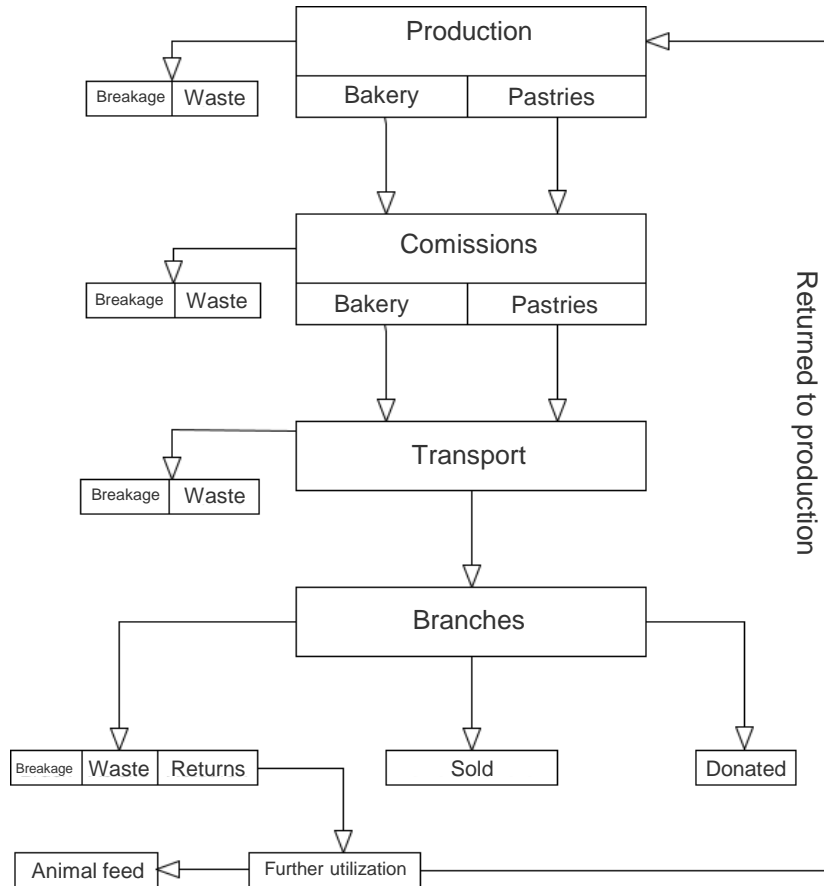 Production
Breakage Waste
Bakery Pastries
Comissions
Breakage Waste
Bakery Pastries
Returned to production
Transport
Breakage Waste
Branches
Breakage Waste Returns
Sold
Donated
Animal feed
Further utilization